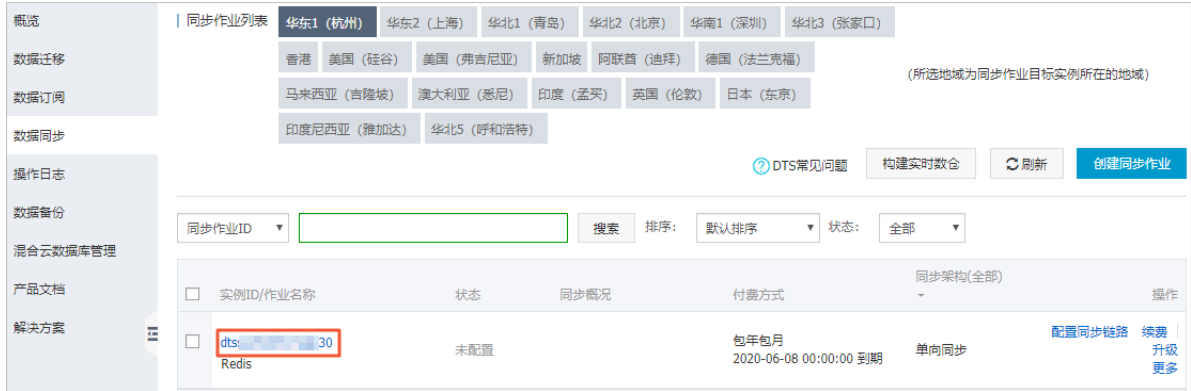 概览
数据迁移
数据订阅
数据同步
操作日志
数据备份
混合云数据库管理
产品文档
解决方案
同步作业列表
华东1（杭州） 华东2（上海） 华北1（青岛） 华北2（北京） 华南1（深圳） 华北3（张家口）
香港 美国（硅谷） 美国（弗吉尼亚） 新加坡 阿联酋（迪拜） 德国（法兰克福）
马来西亚（吉隆坡） 澳大利亚（悉尼） 印度（孟买） 英国（伦敦） 日本（东京）
印度尼西亚（雅加达） 华北5（呼和浩特）
(所选地域为同步作业目标实例所在的地域)
DTS常见问题 构建实时数仓 刷新 创建同步作业
同步作业ID 搜索 排序： 默认排序 状态： 全部
实例ID/作业名称 状态 同步概况 付费方式 同步架构(全部) 操作
dts 30 未配置 包年包月 单向同步 配置同步链路 续费
Redis 2020-06-08 00:00:00 到期 升级
更多